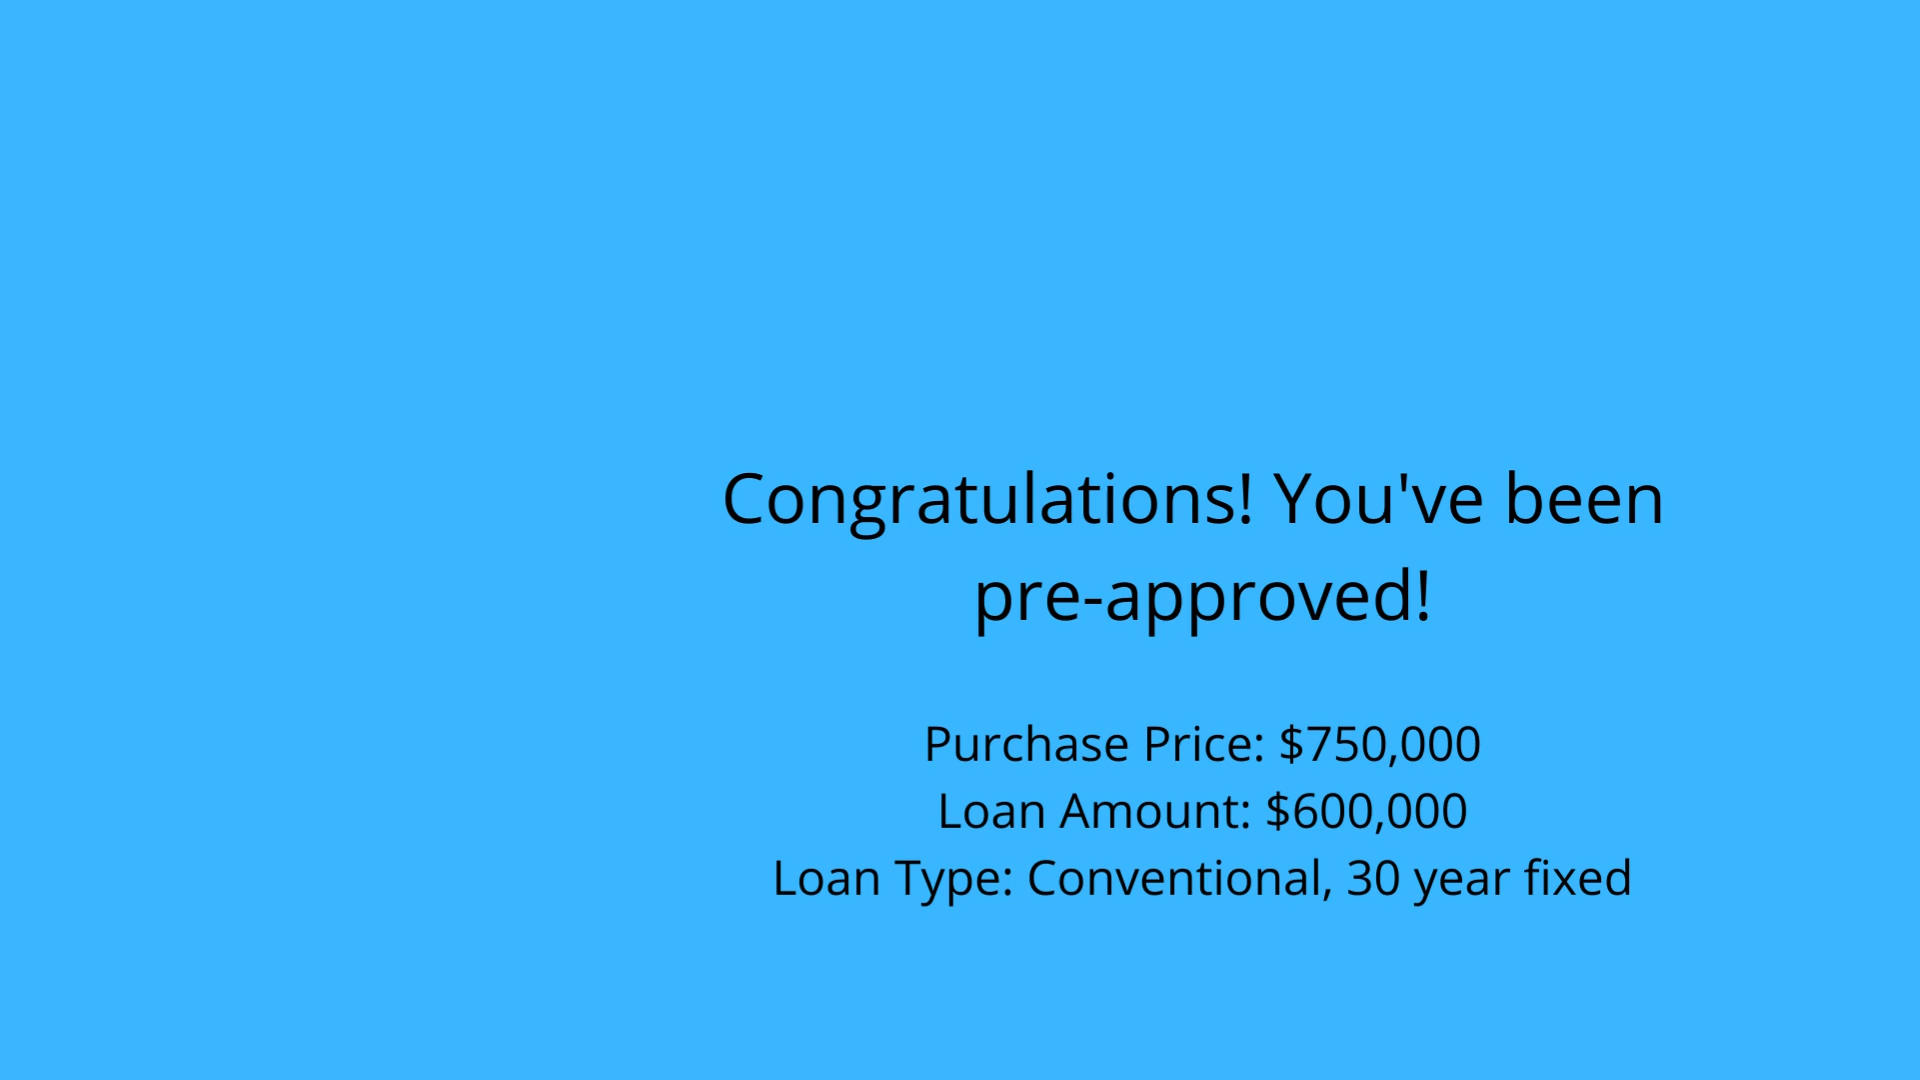 Congratulations! You've been
pre-approved!
Purchase Price: $750,000
Loan Amount: $600,000
Loan Type: Conventional, 30 year fixed